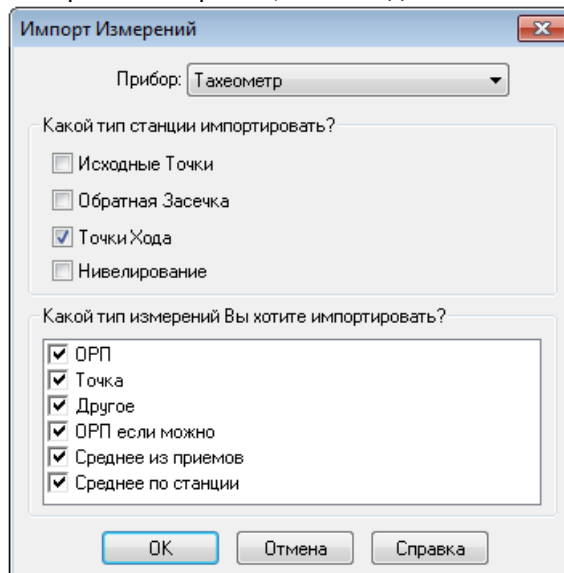 Импорт Измерений
Прибор: Тахеометр
Какой тип станции импортировать?
Исходные Точки
Обратная Засечка
Точки Хода
Нивелирование
Какой тип измерений Вы хотите импортировать?
ОРП
Точка
Другое
ОРП если можно
Среднее из приемов
Среднее по станции
ОК Отмена Справка